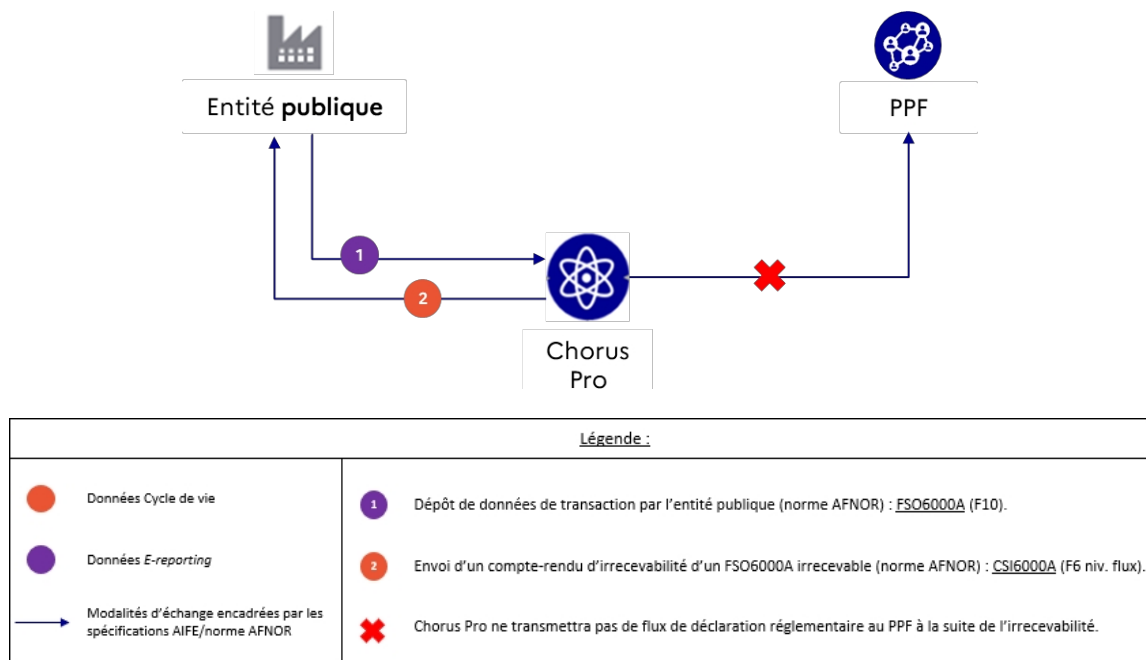 Entité publique
PPF
1
2
Chorus
Pro
Légende :
Données Cycle de vie
Données E-reporting
Modalités d'échange encadrées par les
spécifications AIFE/norme AFNOR
1 Dépôt de données de transaction par l'entité publique (norme AFNOR) : FSO6000A (F10).
2 Envoi d'un compte-rendu d'irrecevabilité d'un FSO6000A irrecevable (norme AFNOR) : CSI6000A (F6 niv. flux).
Chorus Pro ne transmettra pas de flux de déclaration réglementaire au PPF à la suite de l'irrecevabilité.